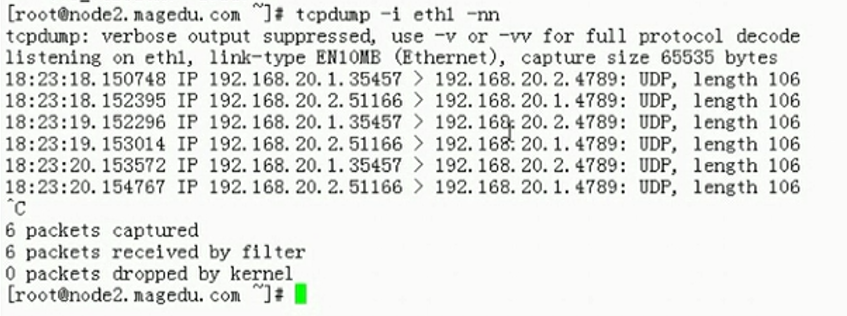 [root@node2.magedu.com ~]# tcpdump -i eth1 -nn
tcpdump: verbose output suppressed, use -v or -vv for full protocol decode
listening on eth1, link-type EN10MB (Ethernet), capture size 65535 bytes
18:23:18.150748 IP 192.168.20.1.35457 > 192.168.20.2.4789: UDP, length 106
18:23:18.152395 IP 192.168.20.2.51166 > 192.168.20.1.4789: UDP, length 106
18:23:19.152296 IP 192.168.20.1.35457 > 192.168.20.2.4789: UDP, length 106
18:23:19.153014 IP 192.168.20.2.51166 > 192.168.20.1.4789: UDP, length 106
18:23:20.153572 IP 192.168.20.1.35457 > 192.168.20.2.4789: UDP, length 106
18:23:20.154767 IP 192.168.20.2.51166 > 192.168.20.1.4789: UDP, length 106
^C
6 packets captured
6 packets received by filter
0 packets dropped by kernel
[root@node2.magedu.com ~]#